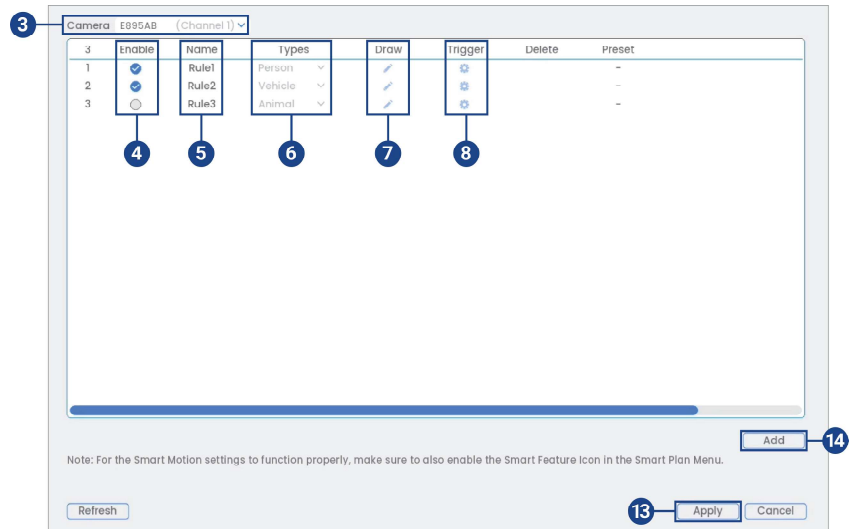 3 Camera E895AB (Channel 1)
3 Enable Name Types Draw Trigger Delete Preset
1 Rule1 Person -
2 Rule2 Vehicle -
3 Rule3 Animal -
4 5 6 7 8
Add 14
Note: For the Smart Motion settings to function properly, make sure to also enable the Smart Feature Icon in the Smart Plan Menu.
Refresh 13 Apply Cancel